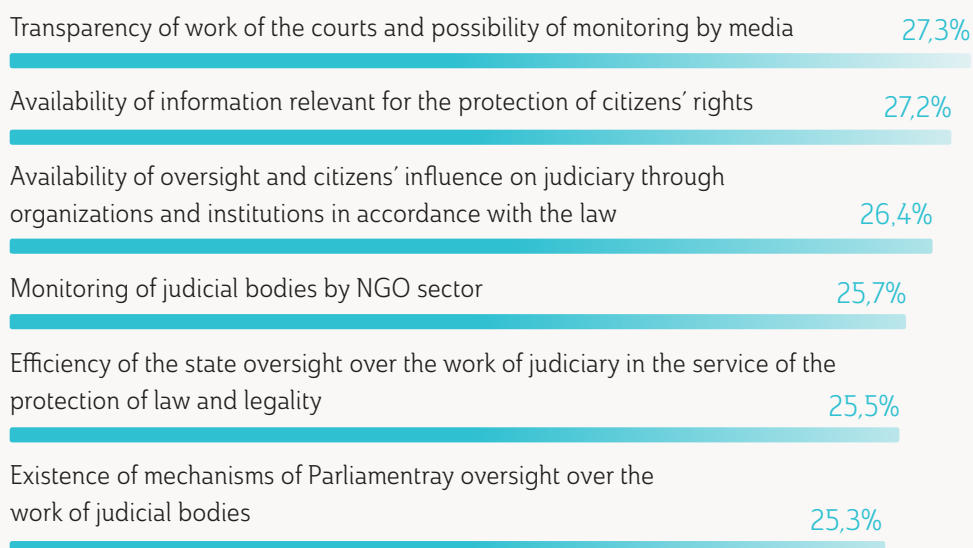 Transparency of work of the courts and possibility of monitoring by media 27,3%
Availability of information relevant for the protection of citizens’ rights 27,2%
Availability of oversight and citizens’ influence on judiciary through
organizations and institutions in accordance with the law 26,4%
Monitoring of judicial bodies by NGO sector 25,7%
Efficiency of the state oversight over the work of judiciary in the service of the
protection of law and legality 25,5%
Existence of mechanisms of Parliamentray oversight over the
work of judicial bodies 25,3%